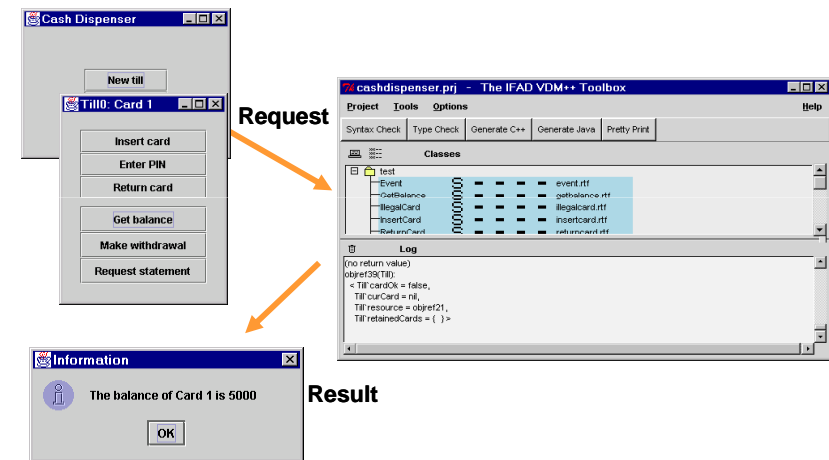 Cash Dispenser
New till
Till0: Card 1
Insert card
Enter PIN
Return card
Get balance
Make withdrawal
Request statement
Request
cashdispenser.prj - The IFAD VDM++ Toolbox
Project Tools Options Help
Syntax Check Type Check Generate C++ Generate Java Pretty Print
Classes
test
Event event.rtf
GetBalance getbalance.rtf
IllegalCard illegalcard.rtf
InsertCard insertcard.rtf
ReturnCard returncard.rtf
Log
(no return value)
objref39(Till):
< Till`cardOk = false,
Till`curCard = nil,
Till`resource = objref21,
Till`retainedCards = { } >
Information
The balance of Card 1 is 5000
OK
Result